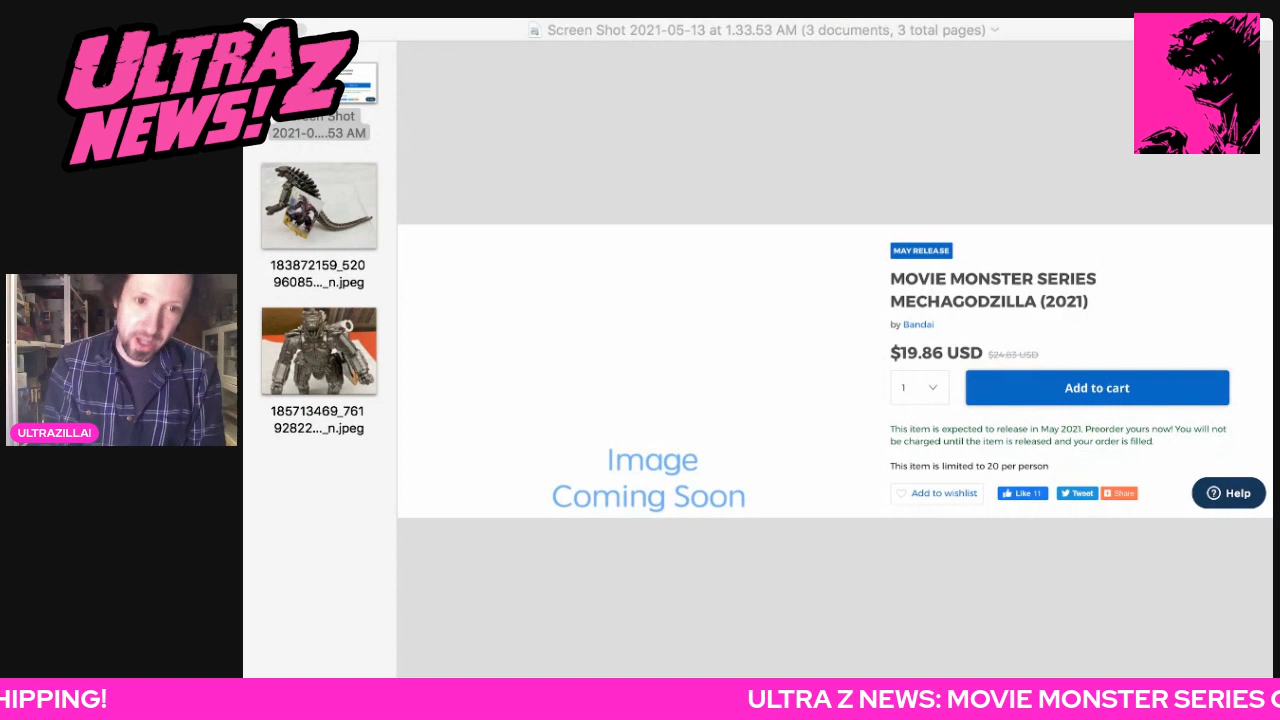 ULTRA Z
NEWS!
Screen Shot 2021-05-13 at 1.33.53 AM (3 documents, 3 total pages)
Shot
2021-0....53 AM
183872159_520
96085..._n.jpeg
185713469_761
92822..._n.jpeg
MAY RELEASE
MOVIE MONSTER SERIES
MECHAGODZILLA (2021)
by Bandai
$19.86 USD $24.83 USD
1
Add to cart
This item is expected to release in May 2021. Preorder yours now! You will not
be charged until the item is released and your order is filled.
This item is limited to 20 per person
Add to wishlist
Like 11
Tweet
Share
Help
Image
Coming Soon
ULTRAZILLA!
HIPPING!
ULTRA Z NEWS: MOVIE MONSTER SERIES